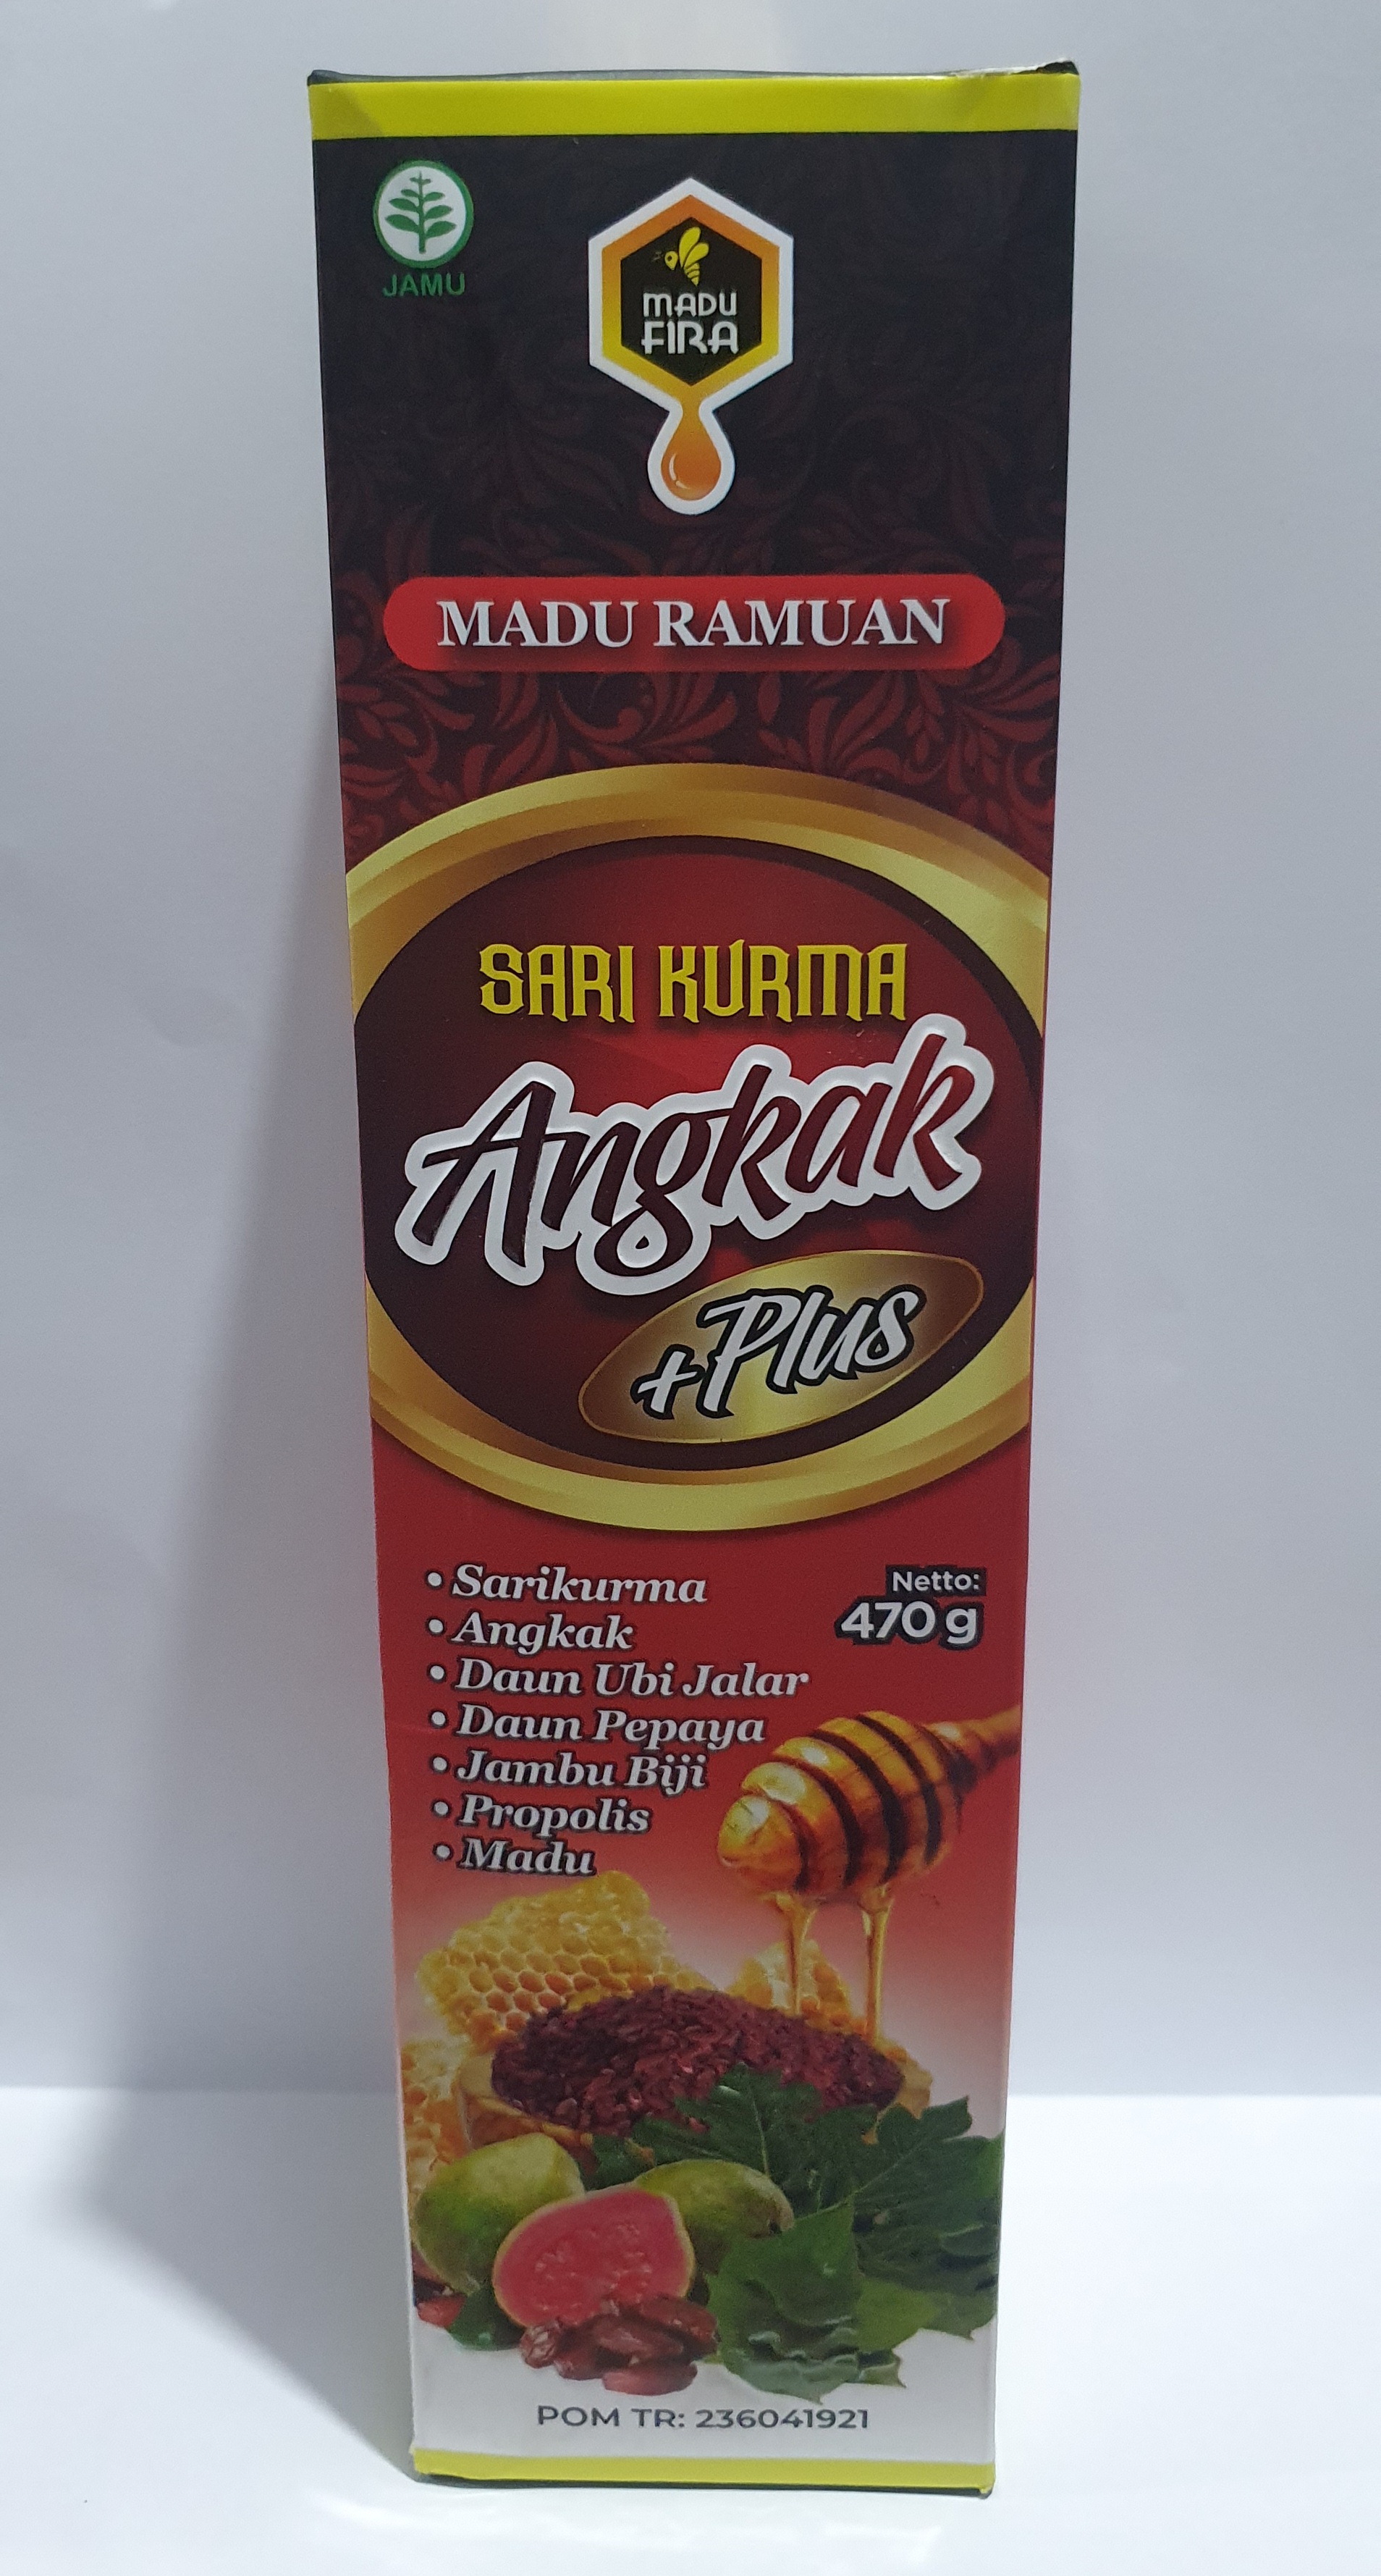 JAMU
MADU
FIRA
MADU RAMUAN
SARI KURMA
Angkak
+Plus
• Sarikurma
• Angkak
• Daun Ubi Jalar
• Daun Pepaya
• Jambu Biji
• Propolis
• Madu
Netto:
470 g
POM TR: 236041921